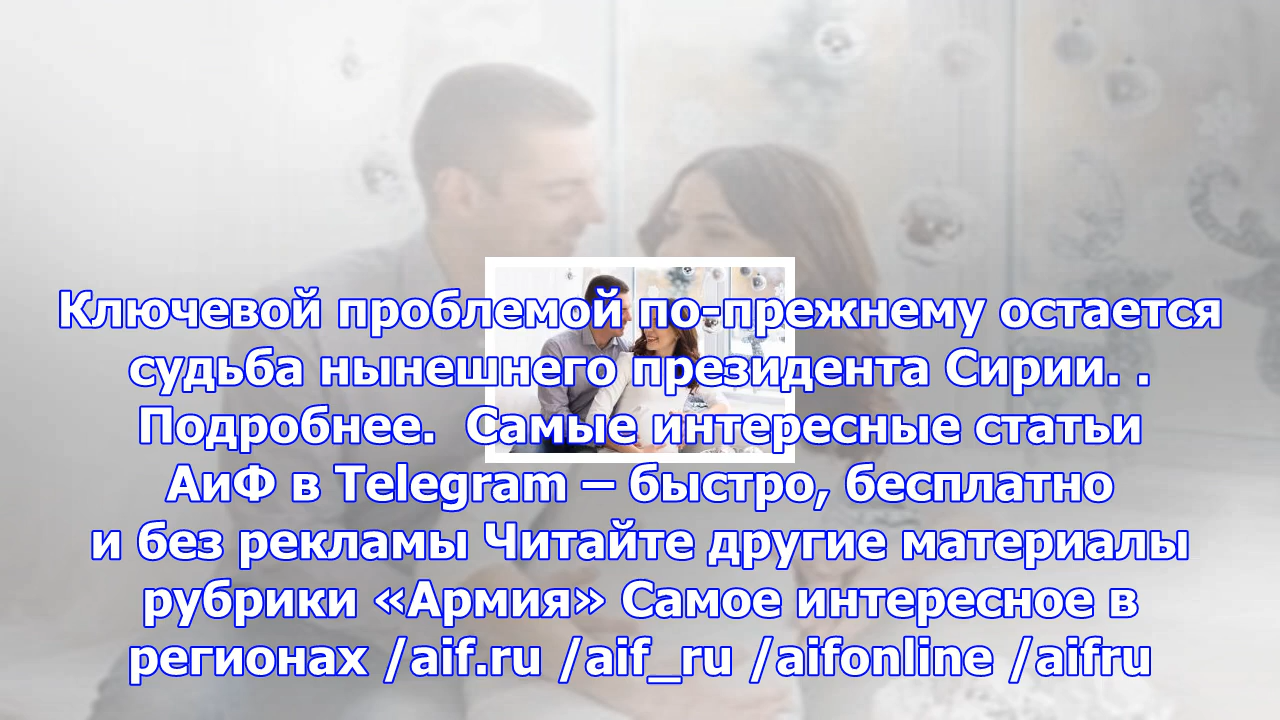 Ключевой проблемой по-прежнему остается
судьба нынешнего президента Сирии. .
Подробнее.  Самые интересные статьи
АиФ в Telegram – быстро, бесплатно
и без рекламы Читайте другие материалы
рубрики «Армия» Самое интересное в
регионах /aif.ru /aif_ru /aifonline /aifru